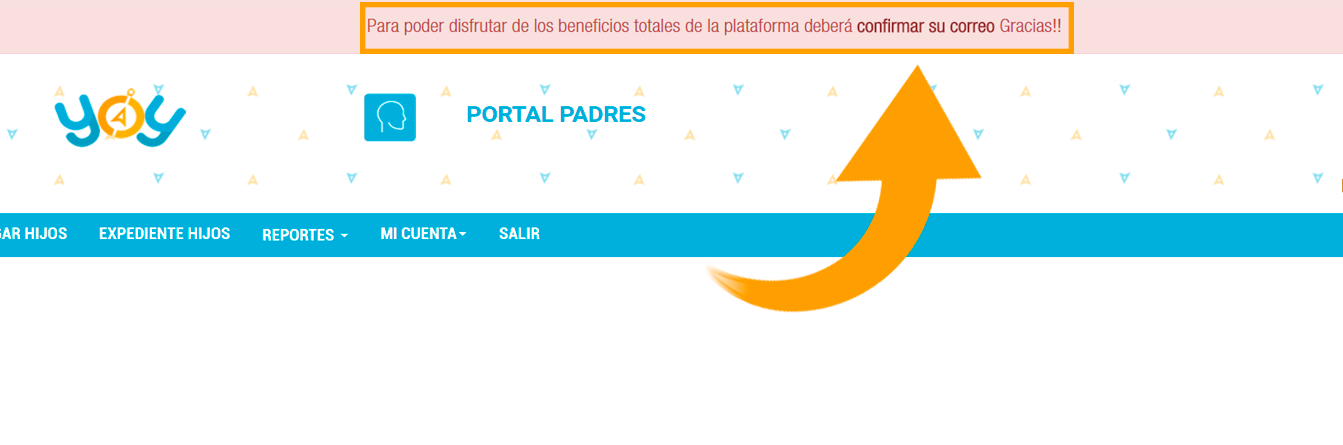 Para poder disfrutar de los beneficios totales de la plataforma deberá confirmar su correo Gracias!!
yoy
PORTAL PADRES
HIJOS EXPEDIENTE HIJOS REPORTES MI CUENTA SALIR